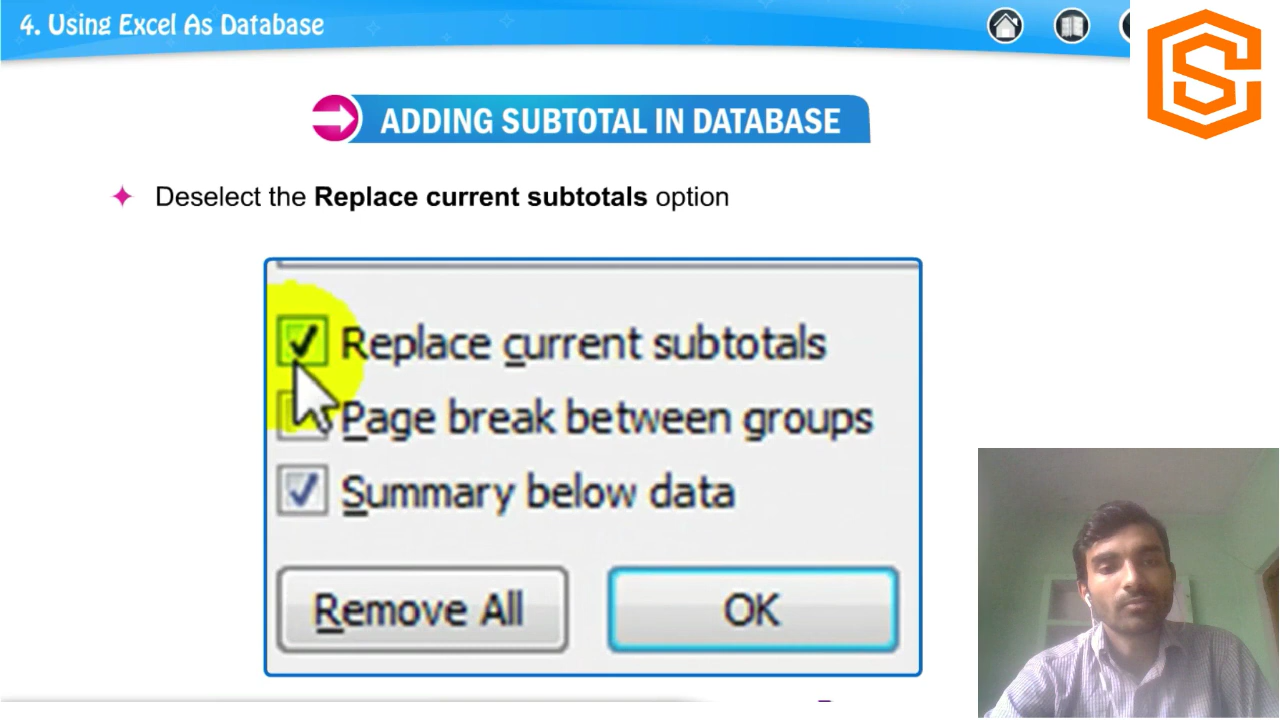 4. Using Excel As Database
ADDING SUBTOTAL IN DATABASE
Deselect the Replace current subtotals option
Replace current subtotals
Page break between groups
Summary below data
Remove All
OK